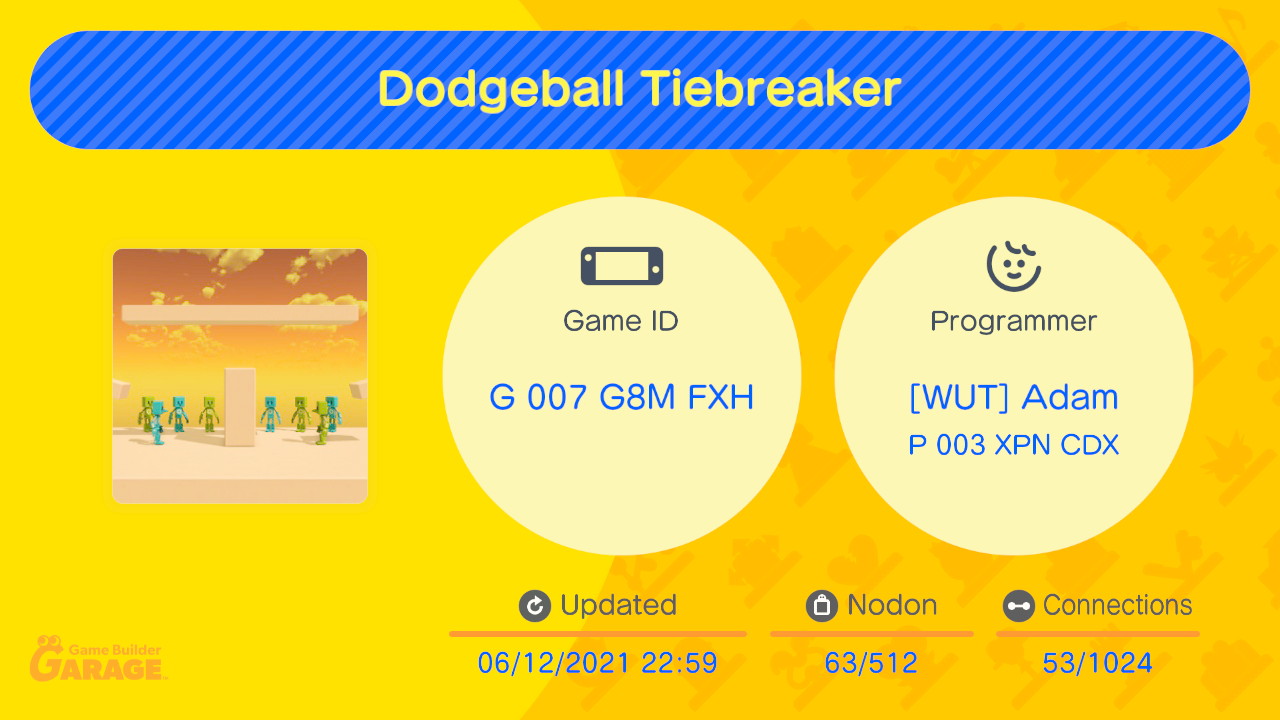 Dodgeball Tiebreaker
Game ID
G 007 G8M FXH
Programmer
[WUT] Adam
P 003 XPN CDX
Updated
06/12/2021 22:59
Nodon
63/512
Connections
53/1024
Game Builder
GARAGE™